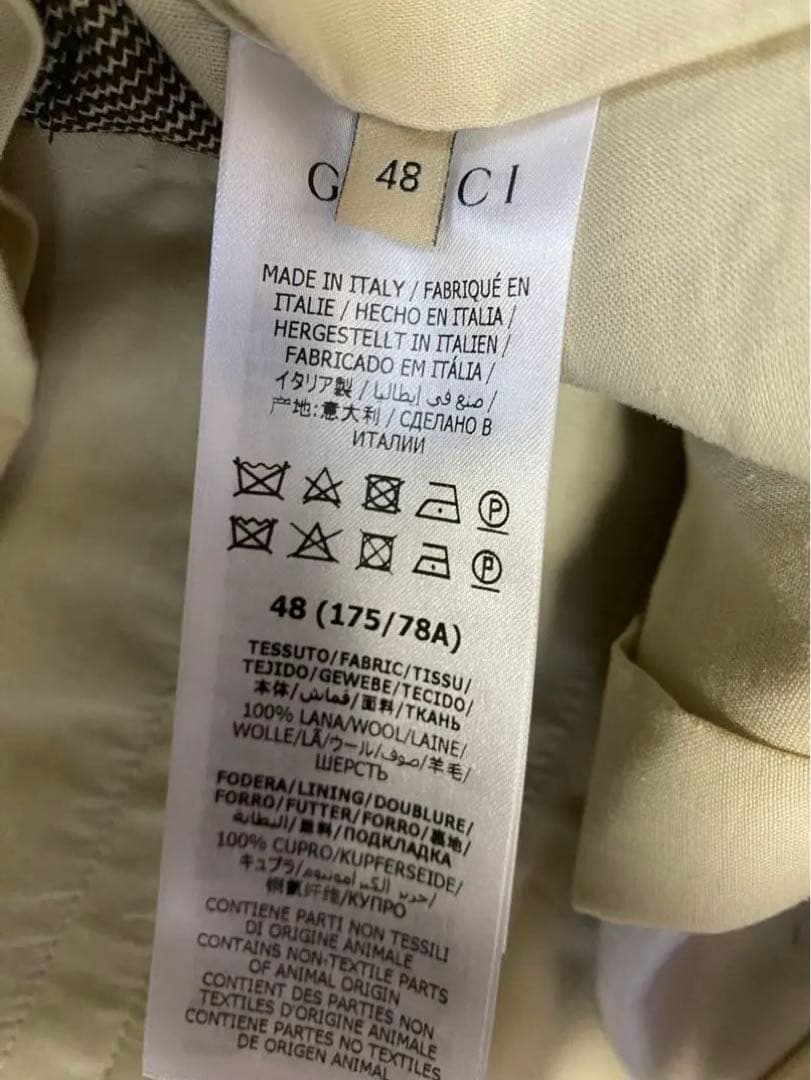 G 48 CI
MADE IN ITALY / FABRIQUÉ EN
ITALIE / HECHO EN ITALIA /
HERGESTELLT IN ITALIEN /
FABRICADO EM ITÁLIA /
イタリア製 / صنع في إيطاليا /
产地:意大利 / СДЕЛАНО В
ИТАЛИИ
P
P
48 (175/78A)
TESSUTO/FABRIC/TISSU/
TEJIDO/GEWEBE/TECIDO/
本体/قماش/面料/ТКАНЬ
100% LANA/WOOL/LAINE/
WOLLE/LÃ/ウール/صوف/羊毛/
ШЕРСТЬ
FODERA/LINING/DOUBLURE/
FORRO/FUTTER/FORRO/裏地/
البطانة/里料/ПОДКЛАДКА
100% CUPRO/KUPFERSEIDE/
キュプラ/حرير الكبر امونيوم/
铜氨纤维/КУПРО
CONTIENE PARTI NON TESSILI
DI ORIGINE ANIMALE
CONTAINS NON-TEXTILE PARTS
OF ANIMAL ORIGIN
CONTIENT DES PARTIES NON
TEXTILES D'ORIGINE ANIMALE
CONTIENE PARTES NO TEXTILES
DE ORIGEN ANIMAL